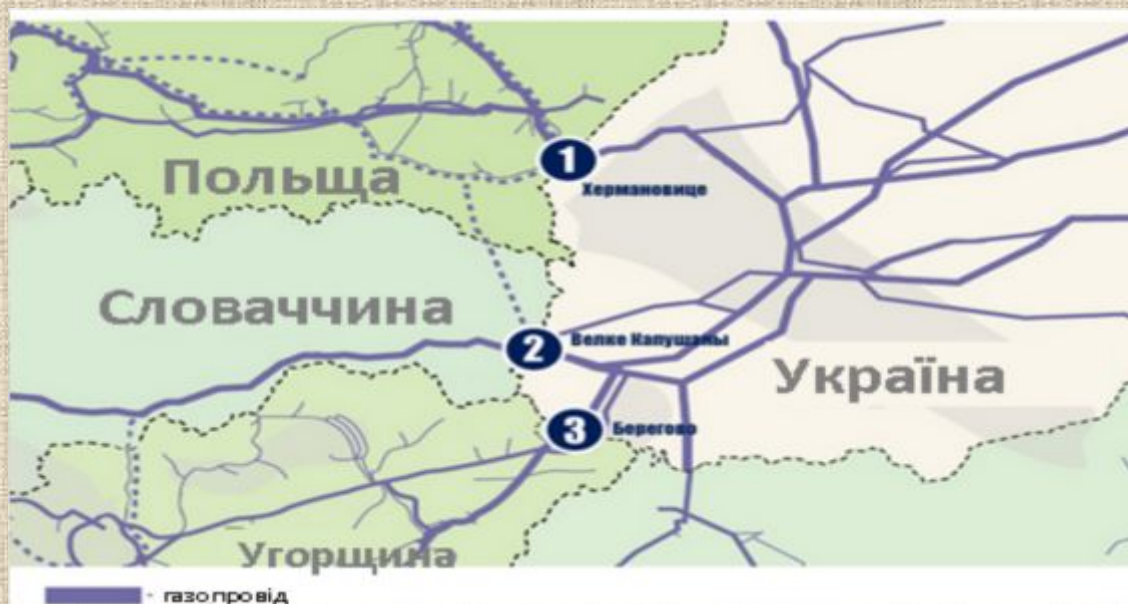 Польща
1
Хермановице
Словаччина
2
Велке Капушаны
Україна
3
Берегово
Угорщина
- газопровід